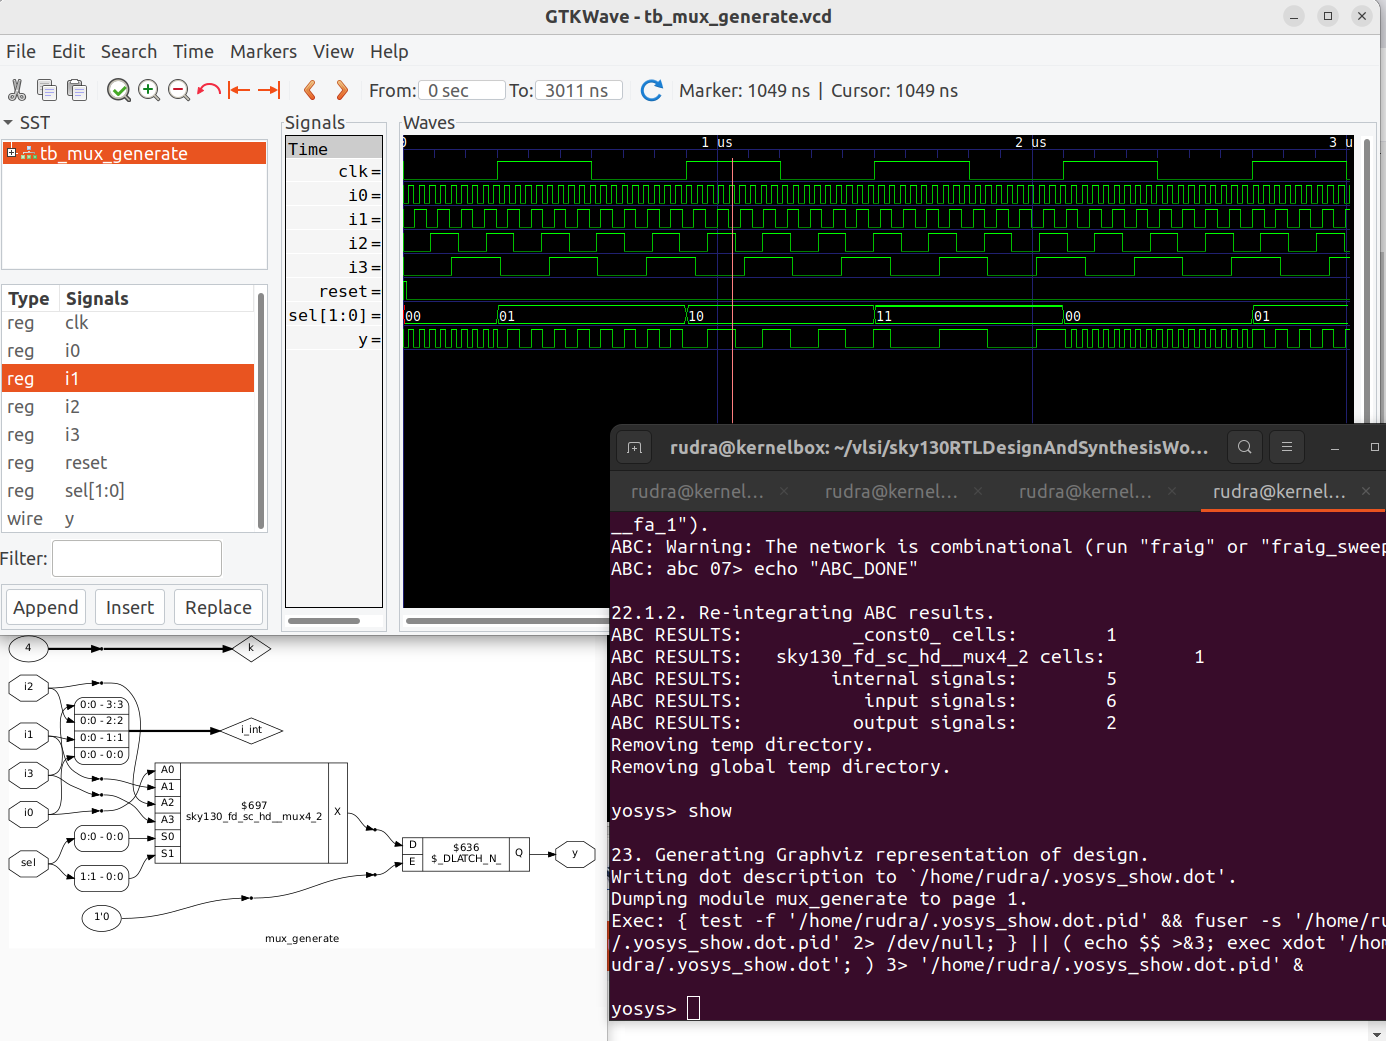 GTKWave - tb_mux_generate.vcd
File Edit Search Time Markers View Help
From: 0 sec To: 3011 ns Marker: 1049 ns | Cursor: 1049 ns
SST
tb_mux_generate
Type Signals
reg clk
reg i0
reg i1
reg i2
reg i3
reg reset
reg sel[1:0]
wire y
Filter:
Append Insert Replace
Signals
Time
clk =
i0 =
i1 =
i2 =
i3 =
reset =
sel[1:0] =
y =
Waves
1 us 2 us 3 u
00 01 10 11 00 01
rudra@kernelbox: ~/vlsi/sky130RTLDesignAndSynthesisWo...
rudra@kernel... × rudra@kernel... × rudra@kernel... × rudra@kernel... ×
__fa_1").
ABC: Warning: The network is combinational (run "fraig" or "fraig_sweep
ABC: abc 07> echo "ABC_DONE"
22.1.2. Re-integrating ABC results.
ABC RESULTS: _const0_ cells: 1
ABC RESULTS: sky130_fd_sc_hd__mux4_2 cells: 1
ABC RESULTS: internal signals: 5
ABC RESULTS: input signals: 6
ABC RESULTS: output signals: 2
Removing temp directory.
Removing global temp directory.
yosys> show
23. Generating Graphviz representation of design.
Writing dot description to `/home/rudra/.yosys_show.dot'.
Dumping module mux_generate to page 1.
Exec: { test -f '/home/rudra/.yosys_show.dot.pid' && fuser -s '/home/ru
/.yosys_show.dot.pid' 2> /dev/null; } || ( echo $$ >&3; exec xdot '/hom
udra/.yosys_show.dot'; ) 3> '/home/rudra/.yosys_show.dot.pid' &
yosys>
4 k
i2
0:0 - 3:3
0:0 - 2:2
0:0 - 1:1
0:0 - 0:0
i_int
i1
i3
i0
sel
0:0 - 0:0
1:1 - 0:0
1'0
A0
A1
A2
A3
S0
S1
$697
sky130_fd_sc_hd__mux4_2
X
D
E
$636
$_DLATCH_N_
Q
y
mux_generate